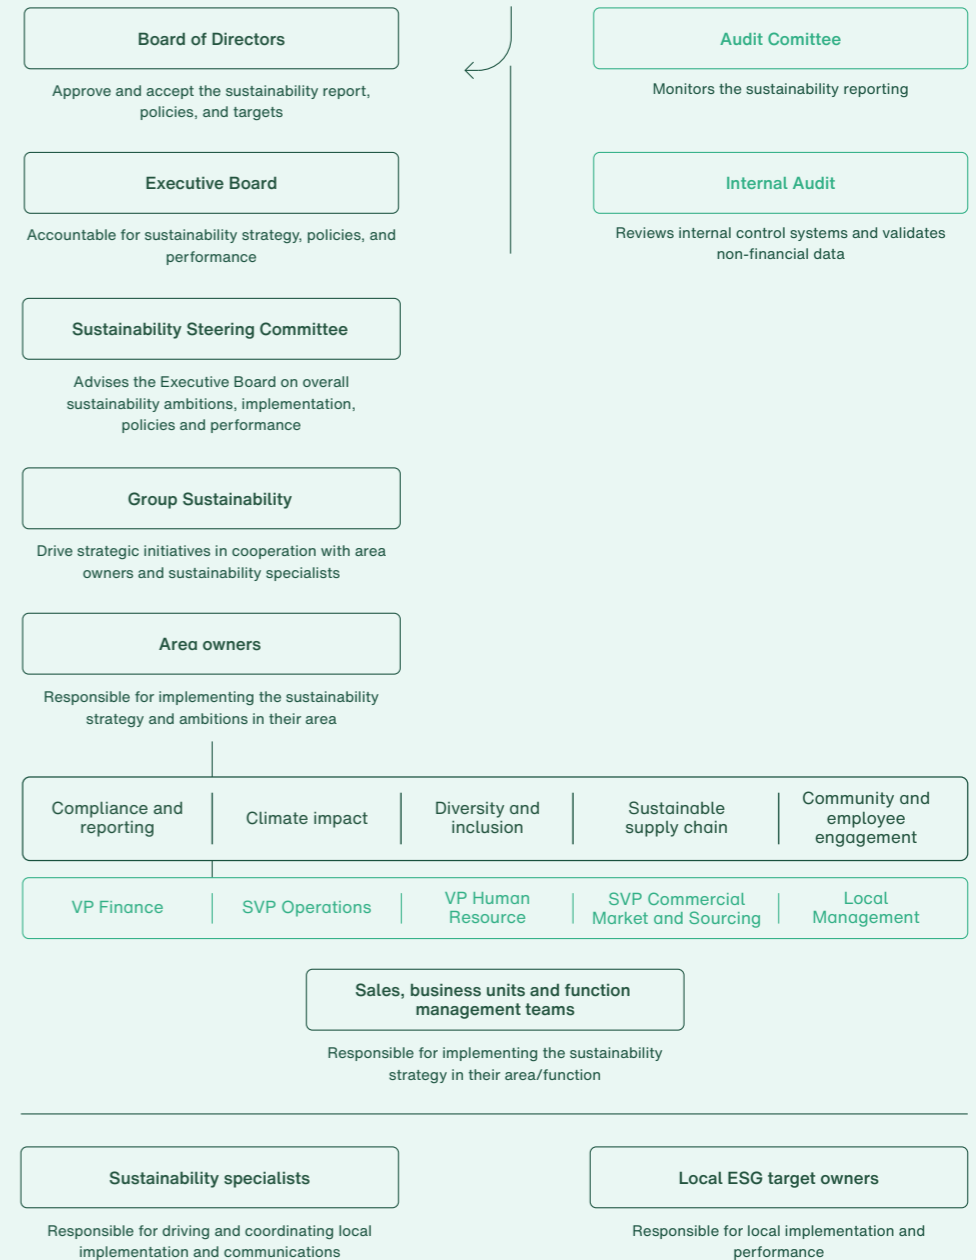 Board of Directors
Approve and accept the sustainability report,
policies, and targets
Audit Comittee
Monitors the sustainability reporting
Executive Board
Accountable for sustainability strategy, policies, and
performance
Internal Audit
Reviews internal control systems and validates
non-financial data
Sustainability Steering Committee
Advises the Executive Board on overall
sustainability ambitions, implementation,
policies and performance
Group Sustainability
Drive strategic initiatives in cooperation with area
owners and sustainability specialists
Area owners
Responsible for implementing the sustainability
strategy and ambitions in their area
Compliance and
reporting
Climate impact
Diversity and
inclusion
Sustainable
supply chain
Community and
employee
engagement
VP Finance
SVP Operations
VP Human
Resource
SVP Commercial
Market and Sourcing
Local
Management
Sales, business units and function
management teams
Responsible for implementing the sustainability
strategy in their area/function
Sustainability specialists
Responsible for driving and coordinating local
implementation and communications
Local ESG target owners
Responsible for local implementation and
performance